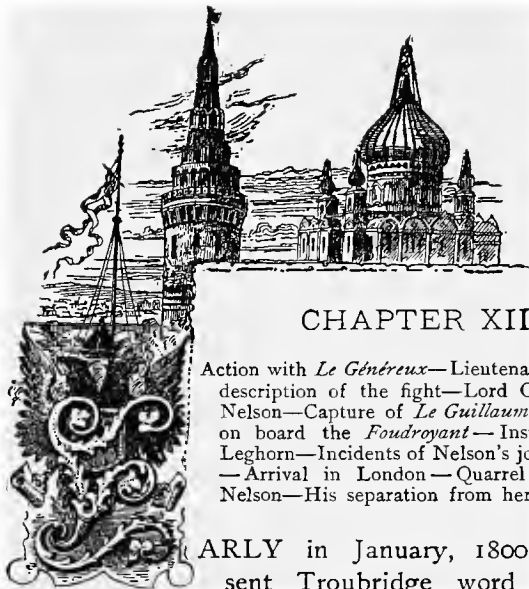 CHAPTER XII
Action with Le Généreux—Lieutena
description of the fight—Lord C
Nelson—Capture of Le Guillaum
on board the Foudroyant—Ins
Leghorn—Incidents of Nelson's jo
—Arrival in London—Quarrel
Nelson—His separation from her
EARLY in January, 1800
sent Troubridge word